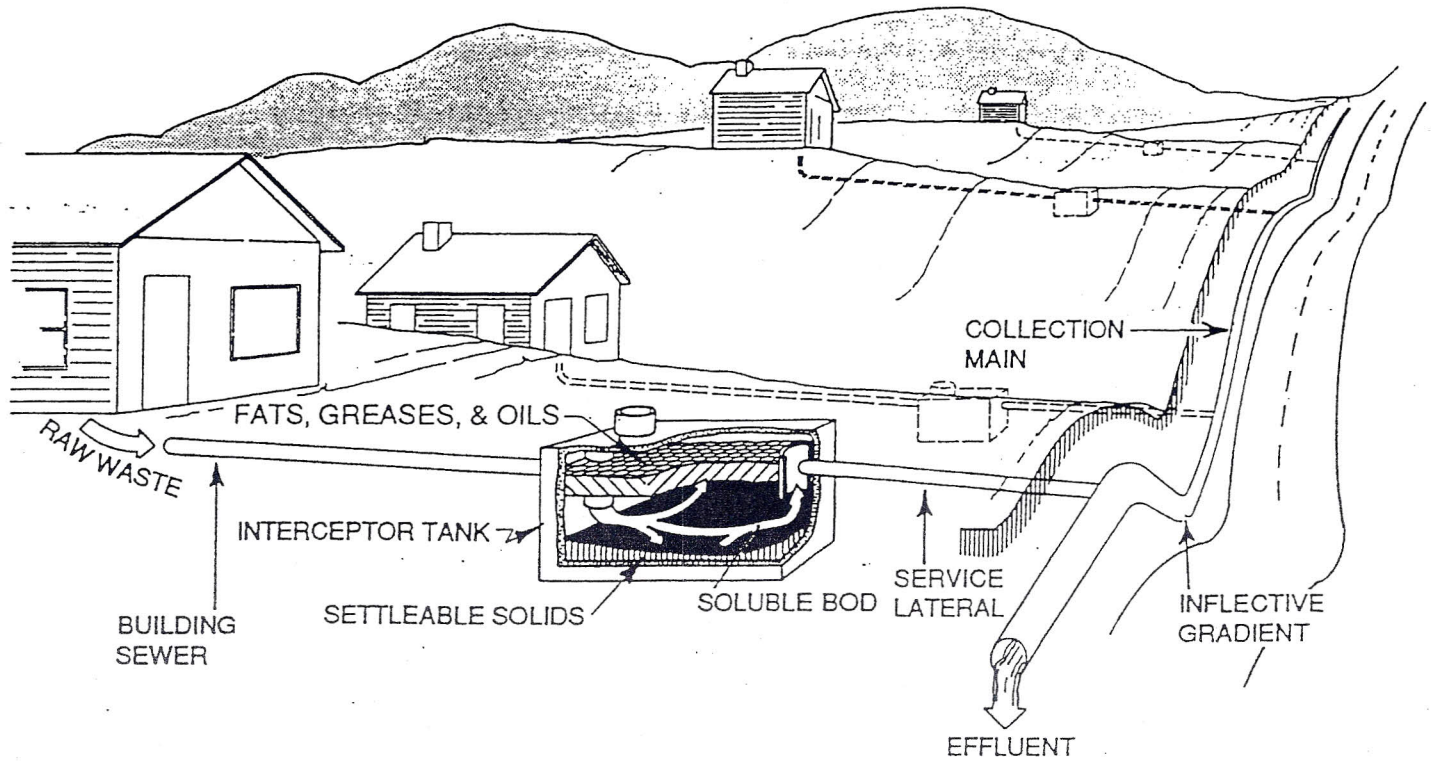 COLLECTION
MAIN
FATS, GREASES, & OILS
RAW WASTE
INTERCEPTOR TANK
SETTLEABLE SOLIDS
SOLUBLE BOD
SERVICE
LATERAL
INFLECTIVE
GRADIENT
BUILDING
SEWER
EFFLUENT